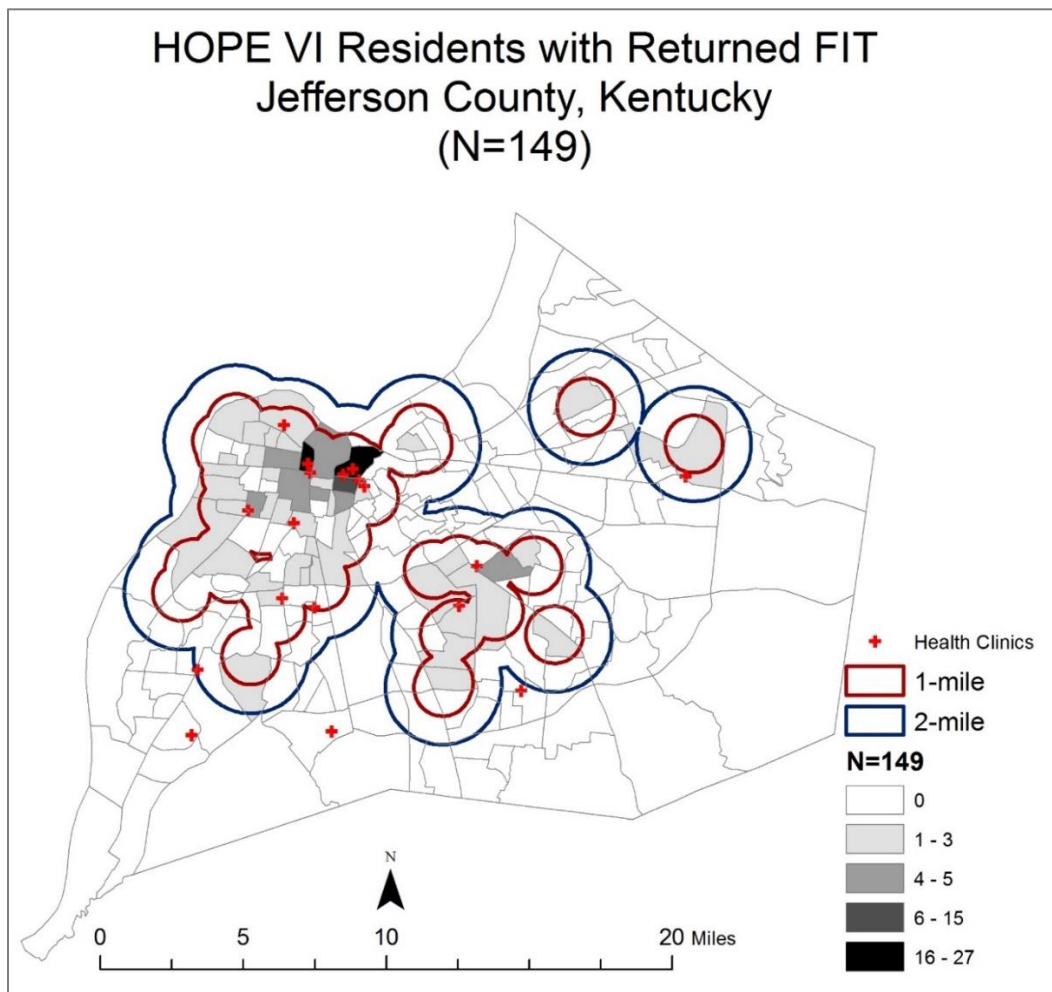 HOPE VI Residents with Returned FIT
Jefferson County, Kentucky
(N=149)
Health Clinics
1-mile
2-mile
N=149
0
1 - 3
4 - 5
6 - 15
16 - 27
N
0 5 10 20 Miles